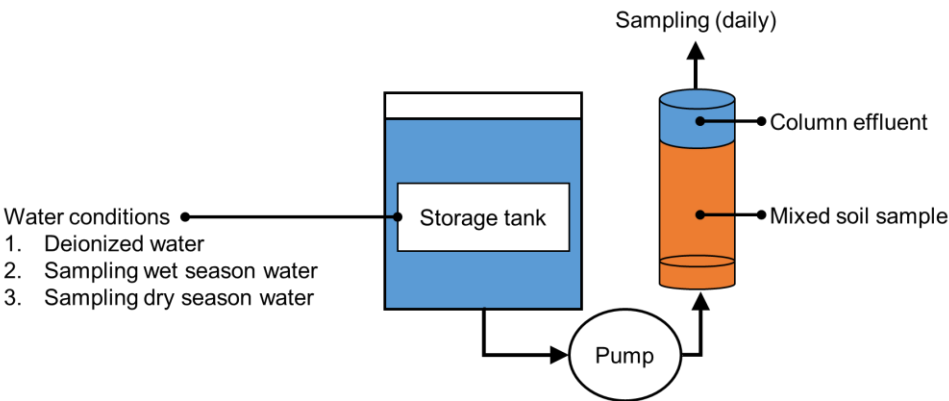 Sampling (daily)
Column effluent
Mixed soil sample
Storage tank
Water conditions
1. Deionized water
2. Sampling wet season water
3. Sampling dry season water
Pump